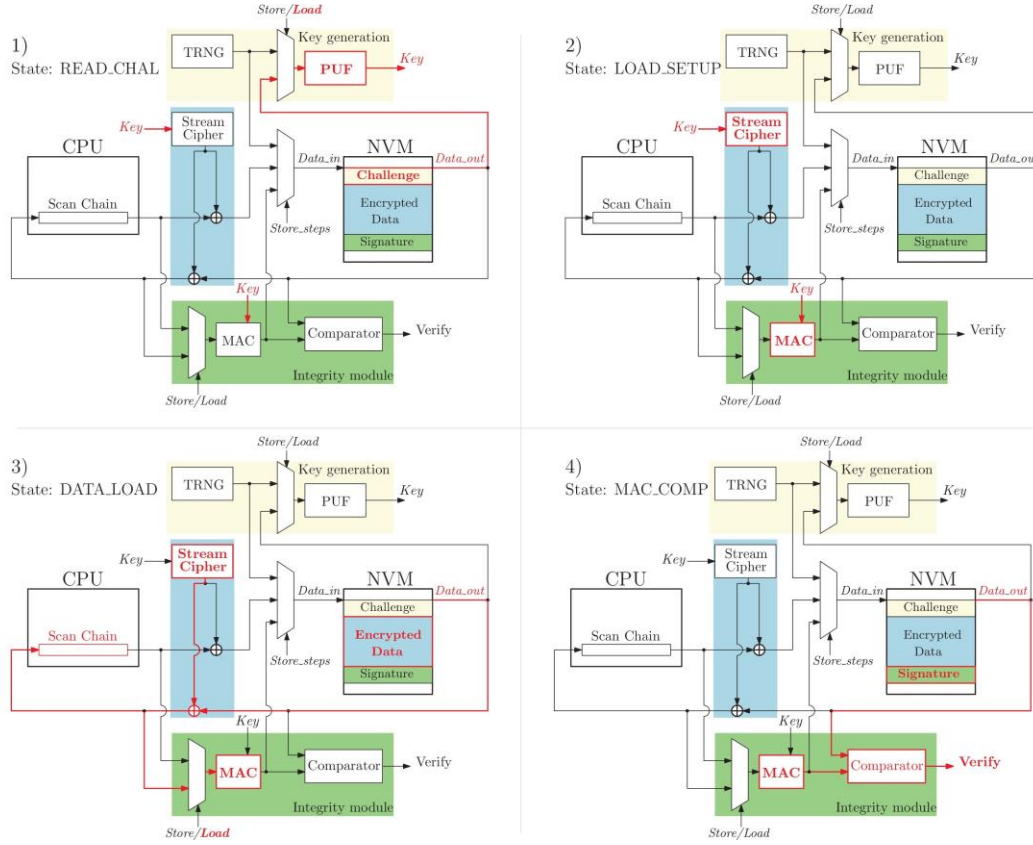 1)
State: READ_CHAL
Store/Load
Key generation
TRNG
PUF
Key
Key
Stream
Cipher
CPU
Scan Chain
Data_in
NVM
Data_out
Challenge
Encrypted
Data
Signature
Store_steps
Key
MAC
Comparator
Verify
Integrity module
Store/Load
2)
State: LOAD_SETUP
Store/Load
Key generation
TRNG
PUF
Key
Key
Stream
Cipher
CPU
Scan Chain
Data_in
NVM
Data_out
Challenge
Encrypted
Data
Signature
Store_steps
Key
MAC
Comparator
Verify
Integrity module
Store/Load
3)
State: DATA_LOAD
Store/Load
Key generation
TRNG
PUF
Key
Key
Stream
Cipher
CPU
Scan Chain
Data_in
NVM
Data_out
Challenge
Encrypted
Data
Signature
Store_steps
Key
MAC
Comparator
Verify
Integrity module
Store/Load
4)
State: MAC_COMP
Store/Load
Key generation
TRNG
PUF
Key
Key
Stream
Cipher
CPU
Scan Chain
Data_in
NVM
Data_out
Challenge
Encrypted
Data
Signature
Store_steps
Key
MAC
Comparator
Verify
Integrity module
Store/Load